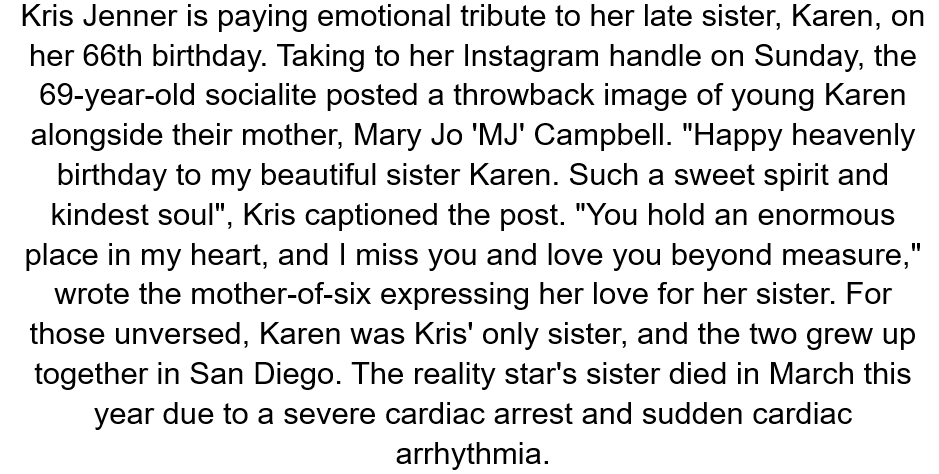 Kris Jenner is paying emotional tribute to her late sister, Karen, on
her 66th birthday. Taking to her Instagram handle on Sunday, the
69-year-old socialite posted a throwback image of young Karen
alongside their mother, Mary Jo 'MJ' Campbell. "Happy heavenly
birthday to my beautiful sister Karen. Such a sweet spirit and
kindest soul", Kris captioned the post. "You hold an enormous
place in my heart, and I miss you and love you beyond measure,"
wrote the mother-of-six expressing her love for her sister. For
those unversed, Karen was Kris' only sister, and the two grew up
together in San Diego. The reality star's sister died in March this
year due to a severe cardiac arrest and sudden cardiac
arrhythmia.